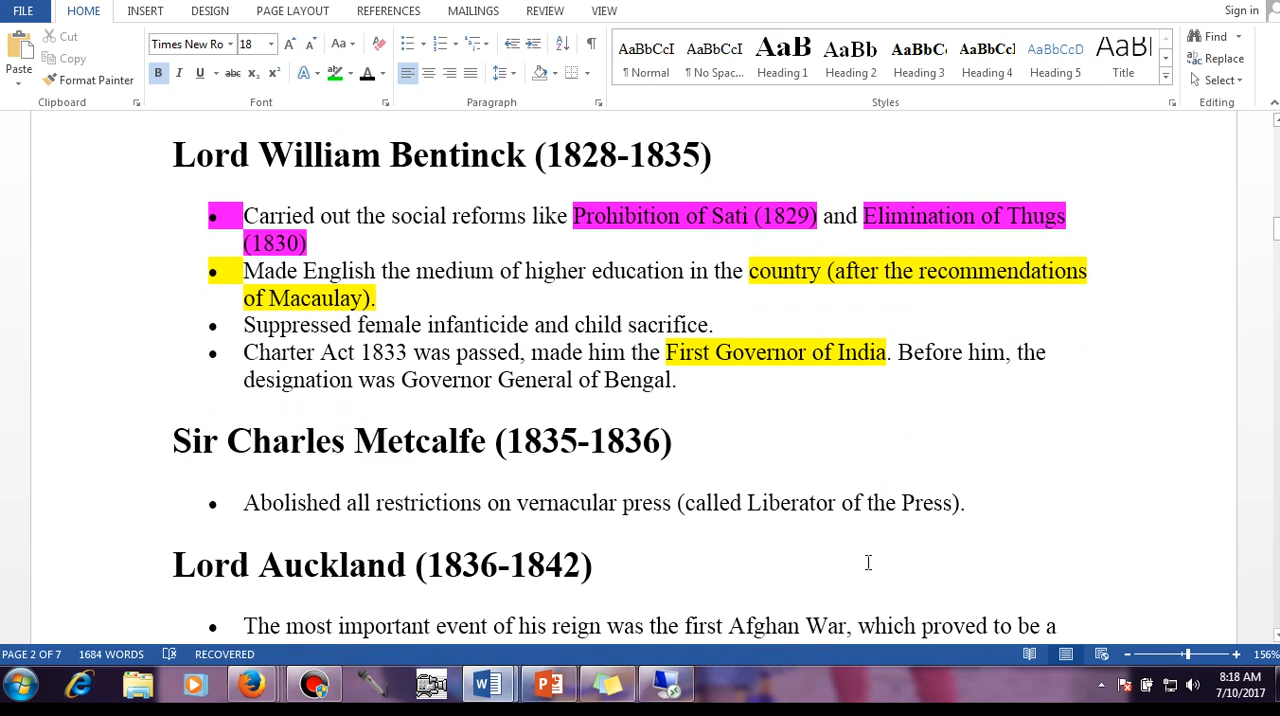 FILE HOME INSERT DESIGN PAGE LAYOUT REFERENCES MAILINGS REVIEW VIEW Sign in
Cut
Copy
Format Painter
Paste
Times New Ro 18 Aa
B I U abc x₂ x² A A
AaBbCcI AaBbCcI AaB AaBb AaBbCc AaBbCcI AaBbCcD AaBI
¶ Normal ¶ No Spac... Heading 1 Heading 2 Heading 3 Heading 4 Heading 5 Title
Find
Replace
Select
Clipboard Font Paragraph Styles Editing
Lord William Bentinck (1828-1835)
• Carried out the social reforms like Prohibition of Sati (1829) and Elimination of Thugs
(1830)
• Made English the medium of higher education in the country (after the recommendations
of Macaulay).
• Suppressed female infanticide and child sacrifice.
• Charter Act 1833 was passed, made him the First Governor of India. Before him, the
designation was Governor General of Bengal.
Sir Charles Metcalfe (1835-1836)
• Abolished all restrictions on vernacular press (called Liberator of the Press).
Lord Auckland (1836-1842)
• The most important event of his reign was the first Afghan War, which proved to be a
PAGE 2 OF 7 1684 WORDS RECOVERED 156%
8:18 AM
7/10/2017